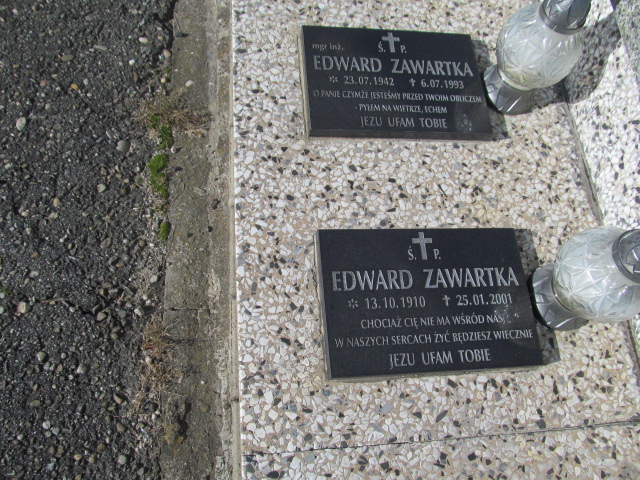 mgr inż.
Ś. P.
EDWARD ZAWARTKA
* 23.07.1942 † 6.07.1993
O PANIE CZYMŻE JESTEŚMY PRZED TWOIM OBLICZEM
PYŁEM NA WIETRZE, ECHEM
JEZU UFAM TOBIE
Ś. P.
EDWARD ZAWARTKA
* 13.10.1910 † 25.01.2001
CHOCIAŻ CIĘ NIE MA WŚRÓD NAS
W NASZYCH SERCACH ŻYĆ BĘDZIESZ WIECZNIE
JEZU UFAM TOBIE